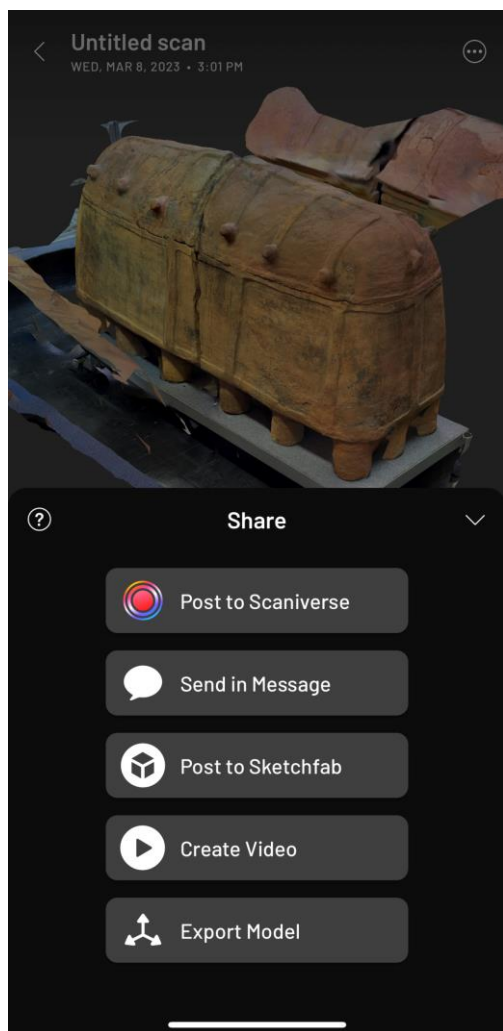 Untitled scan
WED, MAR 8, 2023 • 3:01 PM
? Share
Post to Scaniverse
Send in Message
Post to Sketchfab
Create Video
Export Model